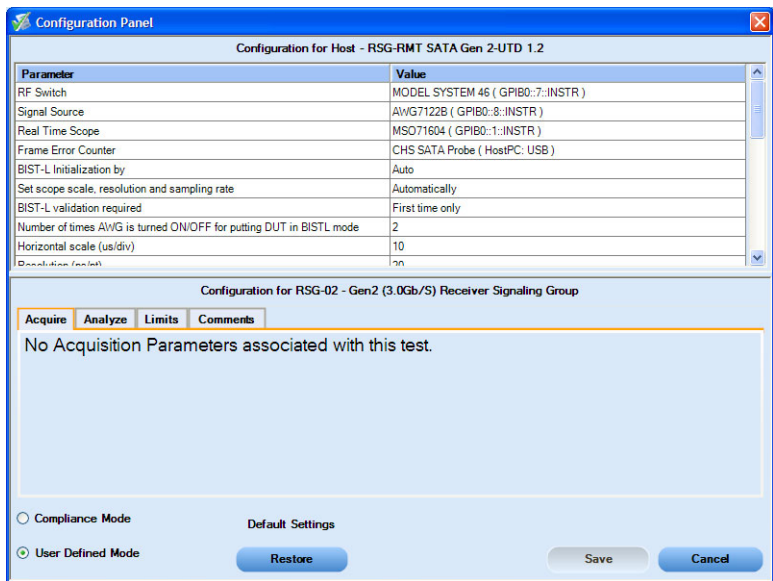 Configuration Panel
Configuration for Host - RSG-RMT SATA Gen 2-UTD 1.2
Parameter Value
RF Switch MODEL SYSTEM 46 ( GPIB0::7::INSTR )
Signal Source AWG7122B ( GPIB0::8::INSTR )
Real Time Scope MSO71604 ( GPIB0::1::INSTR )
Frame Error Counter CHS SATA Probe ( HostPC: USB )
BIST-L Initialization by Auto
Set scope scale, resolution and sampling rate Automatically
BIST-L validation required First time only
Number of times AWG is turned ON/OFF for putting DUT in BISTL mode 2
Horizontal scale (us/div) 10
Resolution (ps/pt) 20
Configuration for RSG-02 - Gen2 (3.0Gb/S) Receiver Signaling Group
Acquire Analyze Limits Comments
No Acquisition Parameters associated with this test.
Compliance Mode
Default Settings
User Defined Mode
Restore Save Cancel